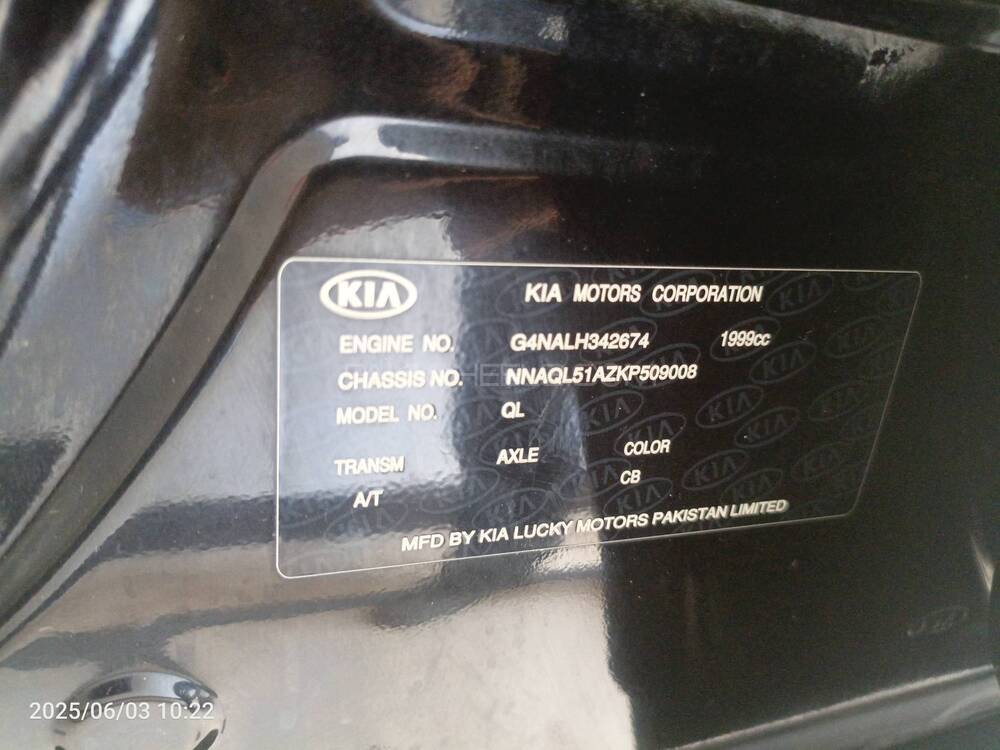 KIA KIA MOTORS CORPORATION
ENGINE NO. G4NALH342674 1999cc
CHASSIS NO. NNAQL51AZKP509008
MODEL NO. QL
TRANSM AXLE COLOR
A/T CB
MFD BY KIA LUCKY MOTORS PAKISTAN LIMITED
2025/06/03 10:22